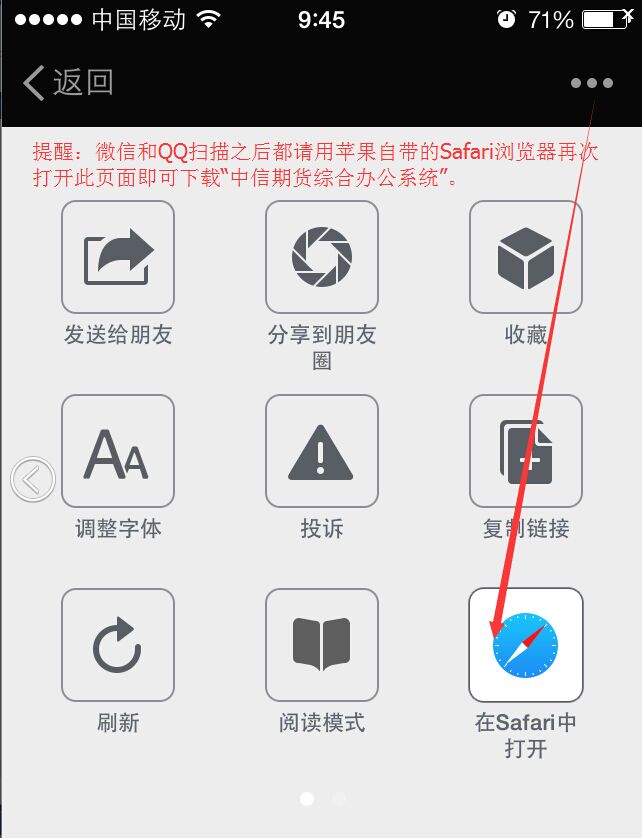 中国移动 9:45 71%
返回
提醒：微信和QQ扫描之后都请用苹果自带的Safari浏览器再次
打开此页面即可下载“中信期货综合办公系统”。
发送给朋友 分享到朋友 收藏
圈
AA
调整字体 投诉 复制链接
刷新 阅读模式 在Safari中
打开